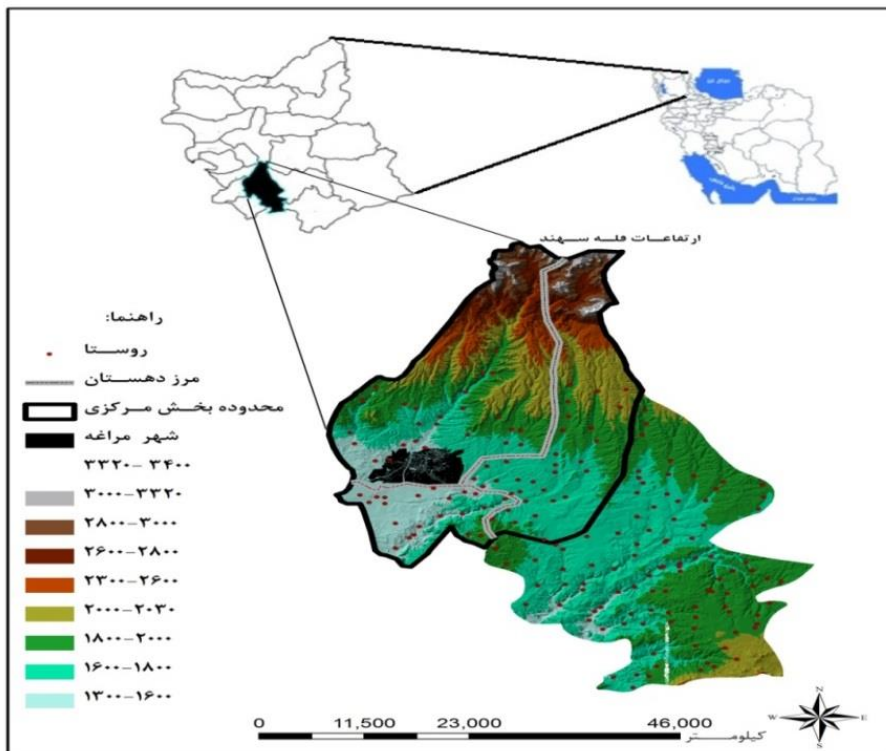 ارتفاعات قله سهند
راهنما:
روستا
مرز دهستان
محدوده بخش مرکزی
شهر مراغه
۳۳۲۰-۳۴۰۰
۳۰۰۰-۳۳۲۰
۲۸۰۰-۳۰۰۰
۲۶۰۰-۲۸۰۰
۲۳۰۰-۲۶۰۰
۲۰۰۰-۲۰۳۰
۱۸۰۰-۲۰۰۰
۱۶۰۰-۱۸۰۰
۱۳۰۰-۱۶۰۰
0 11,500 23,000 46,000
کیلومتر
N
W E
S